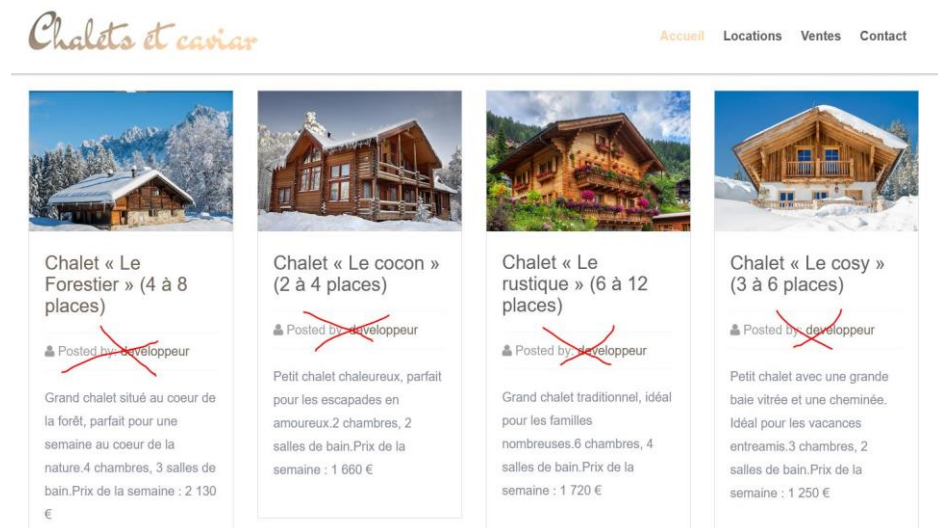 Chalets et caviar
Accueil Locations Ventes Contact
Chalet « Le
Forestier » (4 à 8
places)
Posted by: developpeur
Grand chalet situé au coeur de
la forêt, parfait pour une
semaine au coeur de la
nature.4 chambres, 3 salles de
bain.Prix de la semaine : 2 130
€
Chalet « Le cocon »
(2 à 4 places)
Posted by: developpeur
Petit chalet chaleureux, parfait
pour les escapades en
amoureux.2 chambres, 2
salles de bain.Prix de la
semaine : 1 660 €
Chalet « Le
rustique » (6 à 12
places)
Posted by: developpeur
Grand chalet traditionnel, idéal
pour les familles
nombreuses.6 chambres, 4
salles de bain.Prix de la
semaine : 1 720 €
Chalet « Le cosy »
(3 à 6 places)
Posted by: developpeur
Petit chalet avec une grande
baie vitrée et une cheminée.
Idéal pour les vacances
entreamis.3 chambres, 2
salles de bain.Prix de la
semaine : 1 250 €